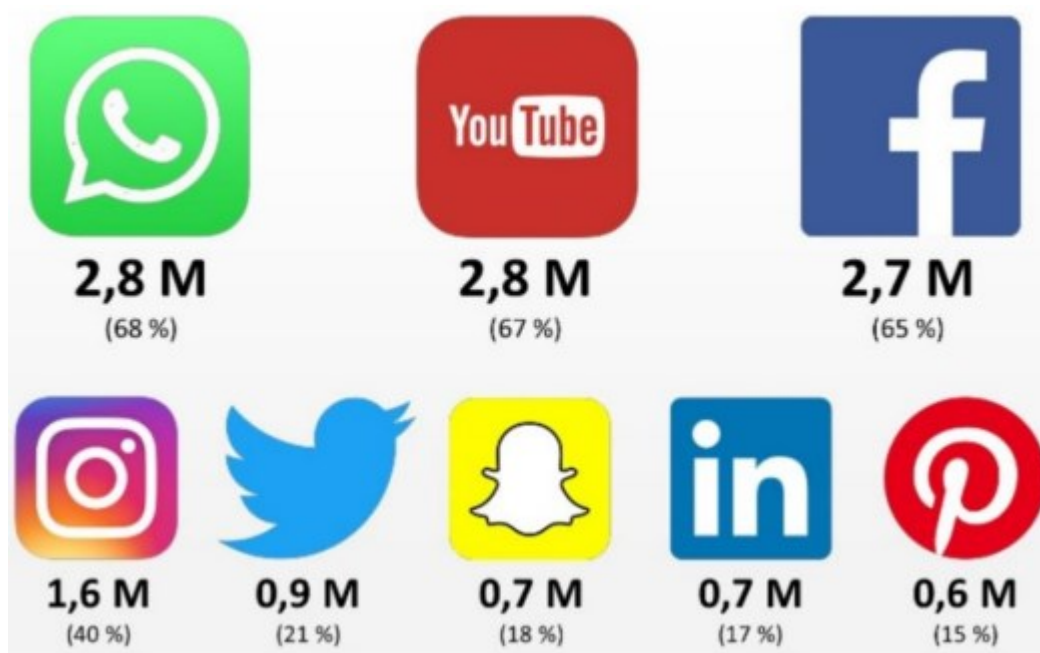 YouTube
2,8 M
(68 %)
2,8 M
(67 %)
2,7 M
(65 %)
in
1,6 M
(40 %)
0,9 M
(21 %)
0,7 M
(18 %)
0,7 M
(17 %)
0,6 M
(15 %)